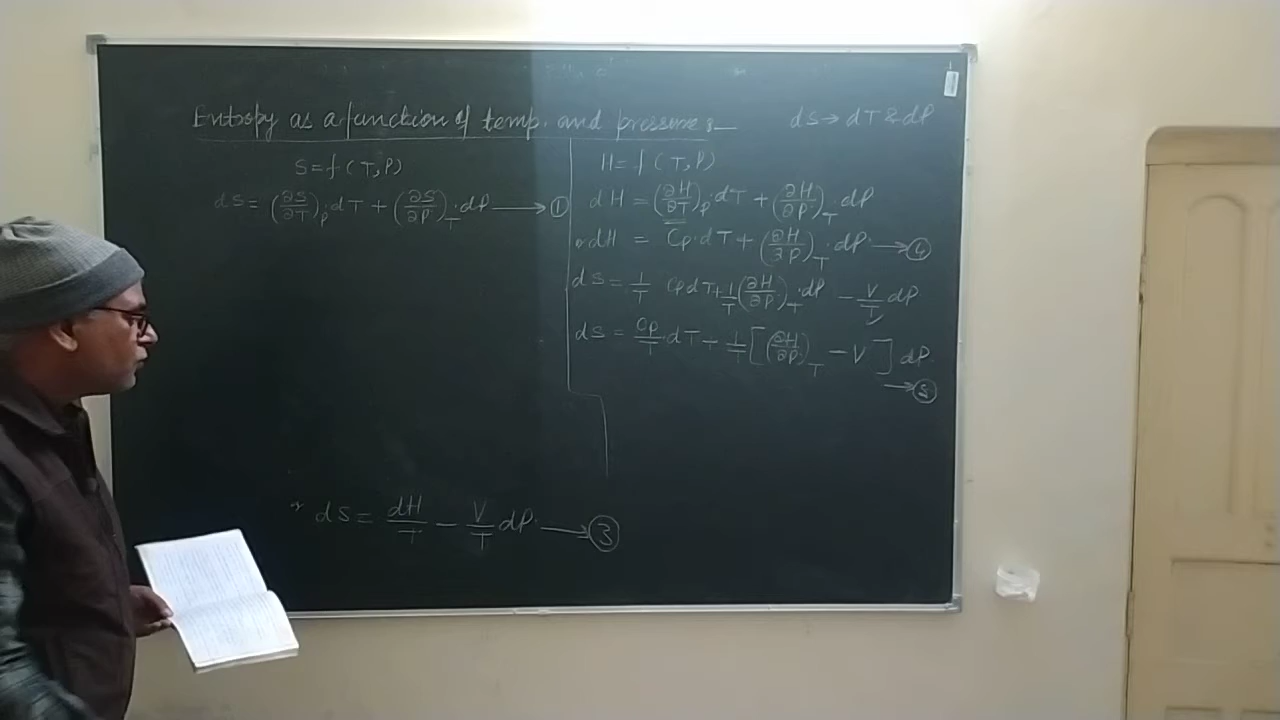 Entropy as a function of temp. and pressure :—
dS → dT & dP
S = f (T, P)
dS = (∂S/∂T)_P . dT + (∂S/∂P)_T . dP ⟶ ①
H = f (T, P)
dH = (∂H/∂T)_P . dT + (∂H/∂P)_T . dP
dH = Cp . dT + (∂H/∂P)_T . dP ⟶ ④
dS = 1/T Cp dT + 1/T (∂H/∂P)_T . dP − V/T dP
dS = Cp/T . dT + 1/T [(∂H/∂P)_T − V] dP
⟶ ⑤
dS = dH/T − V/T dP ⟶ ③